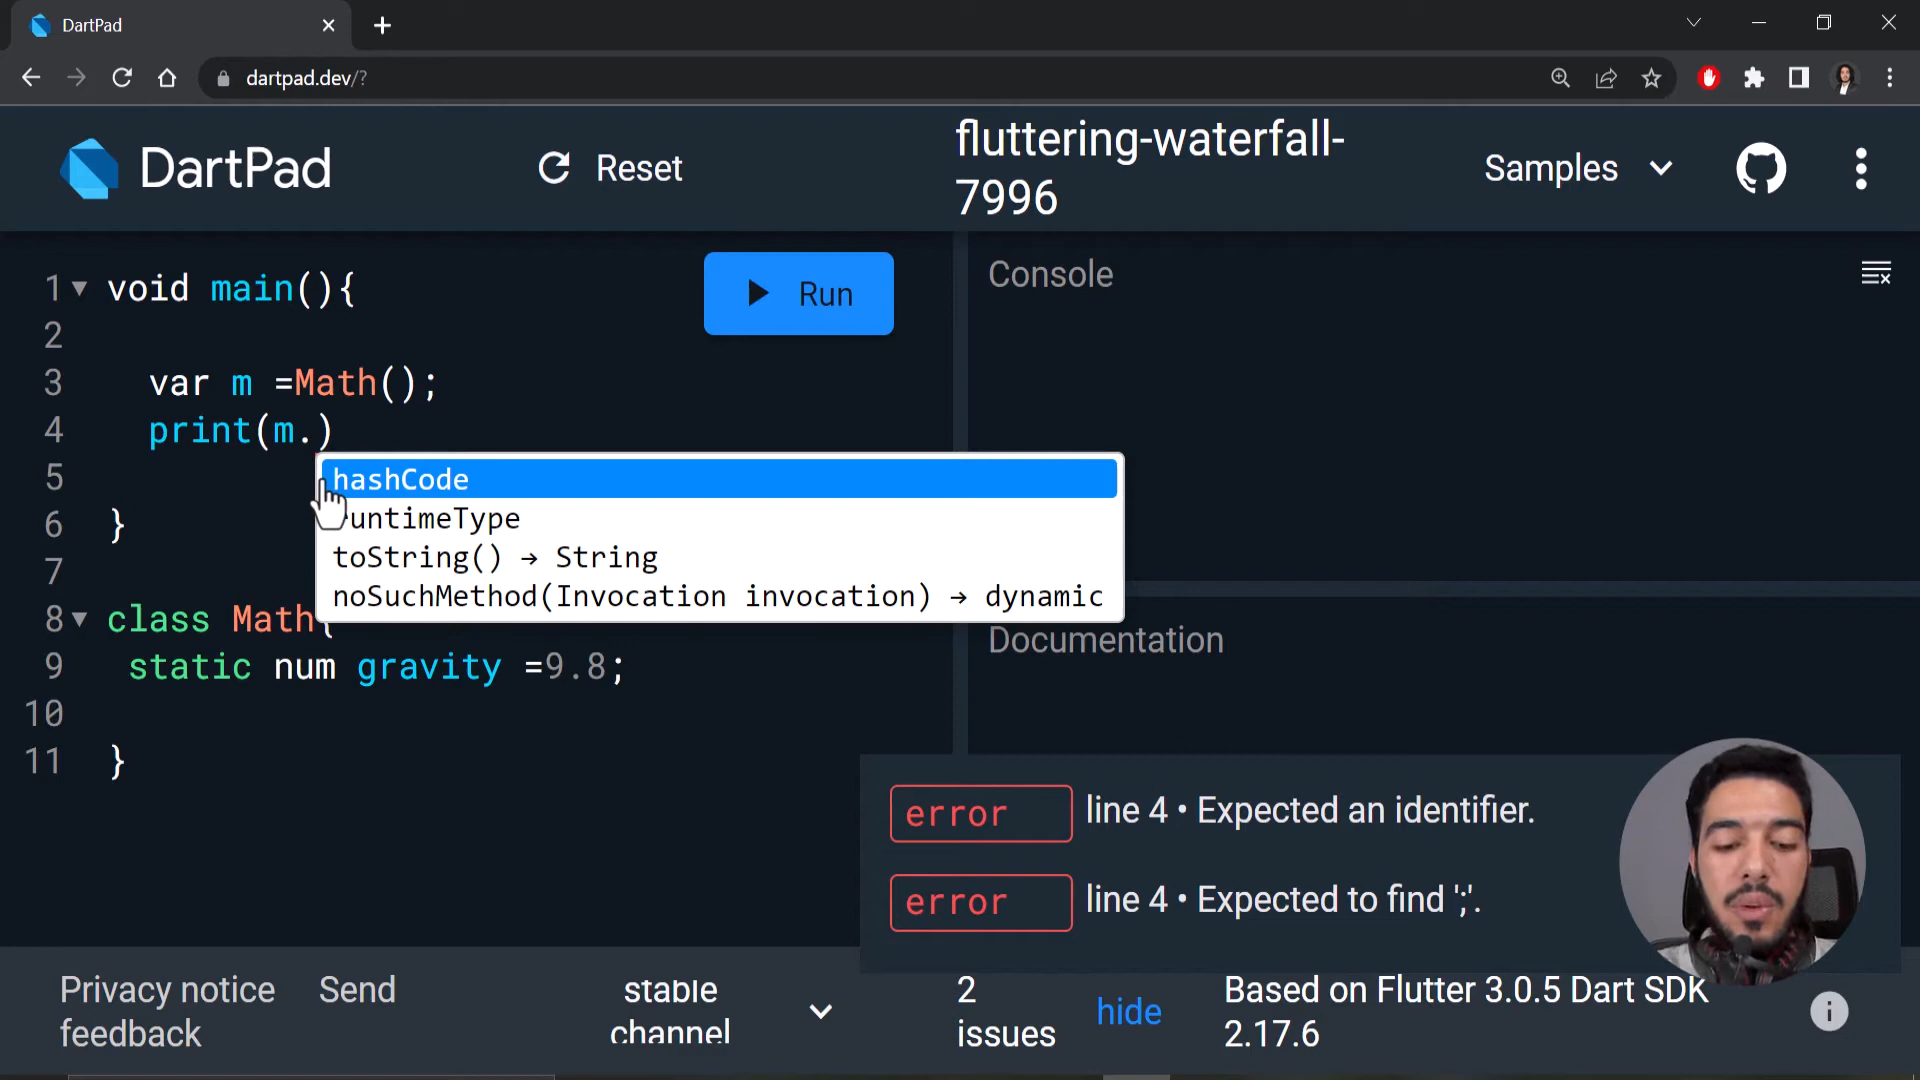 DartPad
dartpad.dev/?
DartPad
Reset
fluttering-waterfall-
7996
Samples
1 void main(){
Run
2
3 var m =Math();
4 print(m.)
5
6 }
7
8 class Math{
9 static num gravity =9.8;
10
11 }
hashCode
runtimeType
toString() → String
noSuchMethod(Invocation invocation) → dynamic
Console
Documentation
error line 4 • Expected an identifier.
error line 4 • Expected to find ';'.
Privacy notice
Send
feedback
stable
channel
2
issues
hide
Based on Flutter 3.0.5 Dart SDK
2.17.6